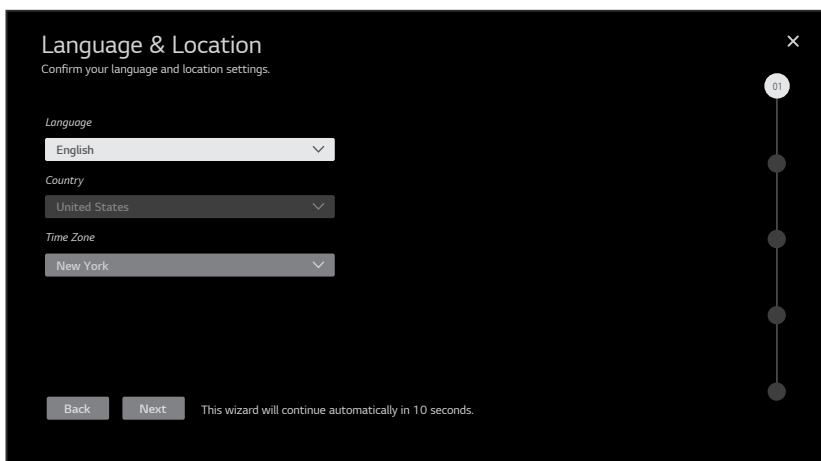 Language & Location
Confirm your language and location settings.
01
Language
English
Country
United States
Time Zone
New York
Back
Next
This wizard will continue automatically in 10 seconds.